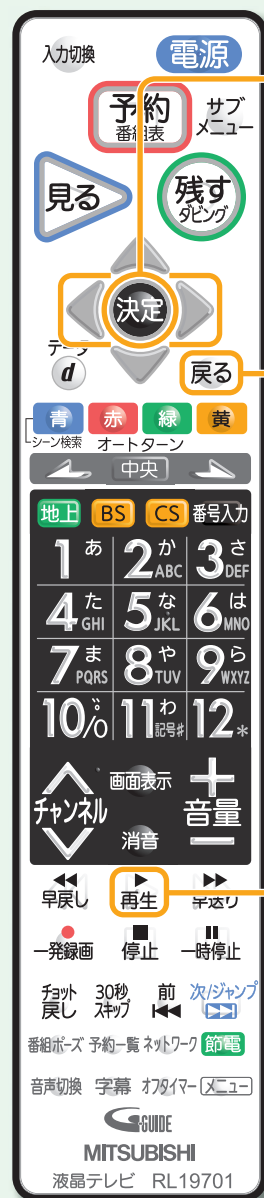 入力切換 電源
予約 サブ
番組表 メニュー
見る 残す
ダビング
決定
データ
d 戻る
青 赤 緑 黄
シーン検索 オートターン
中央
地上 BS CS 番号入力
1 あ 2 か ABC 3 さ DEF
4 た GHI 5 な JKL 6 は MNO
7 ま PQRS 8 や TUV 9 ら WXYZ
10/0 11 わ 記号# 12 *
画面表示 +
チャンネル 音量
消音 −
早戻し 再生 早送り
一発録画 停止 一時停止
チョット 30秒 前 次/ジャンプ
戻し スキップ
番組ポーズ 予約一覧 ネットワーク 節電
音声切換 字幕 オフタイマー メニュー
G-GUIDE
MITSUBISHI
液晶テレビ RL19701